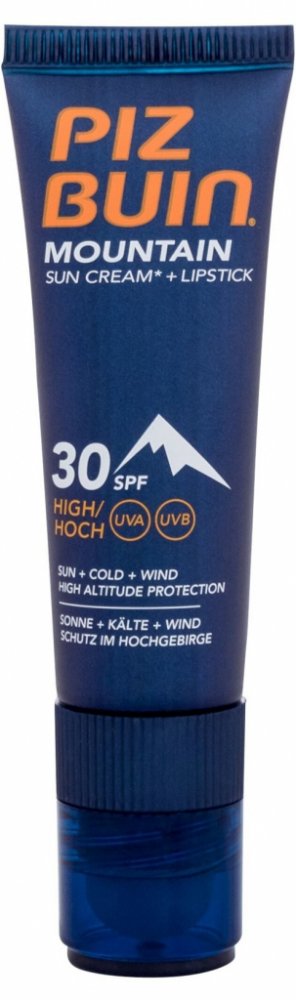 PIZ
BUIN®
MOUNTAIN
SUN CREAM* + LIPSTICK
30 SPF
HIGH/
HOCH
UVA
UVB
SUN + COLD + WIND
HIGH ALTITUDE PROTECTION
SONNE + KÄLTE + WIND
SCHUTZ IM HOCHGEBIRGE